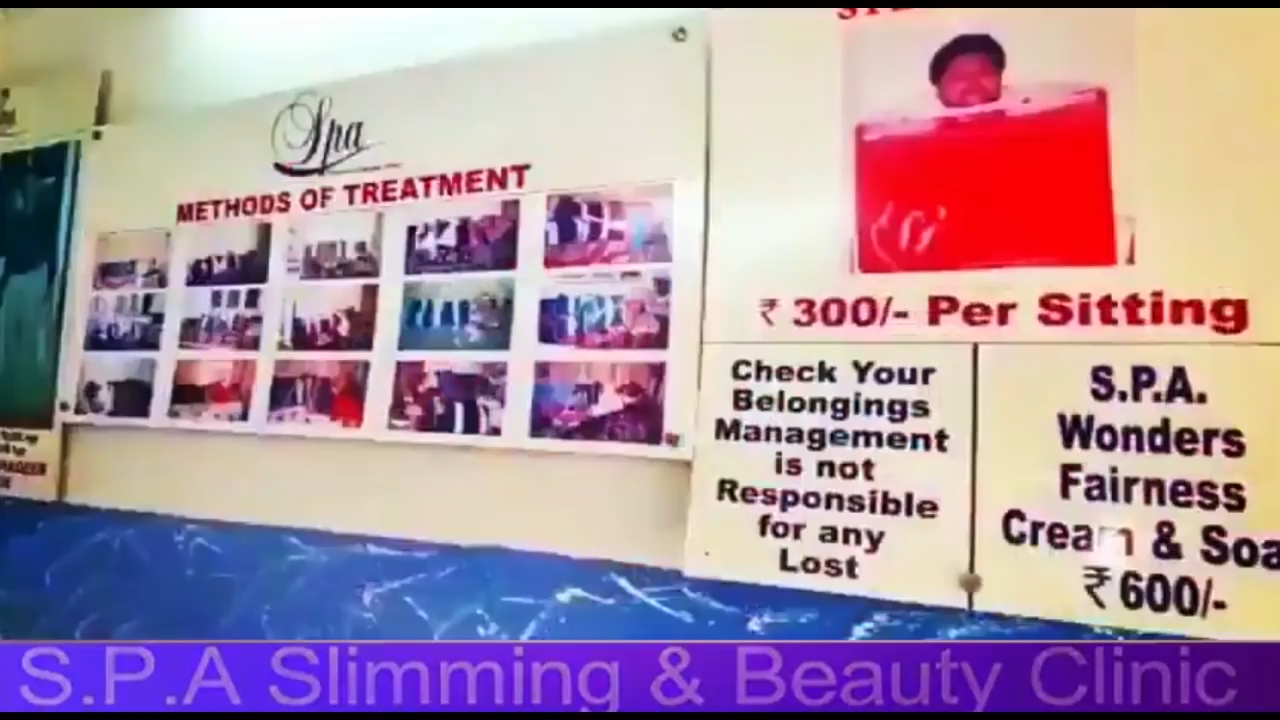 Spa
METHODS OF TREATMENT
₹ 300/- Per Sitting
Check Your
Belongings
Management
is not
Responsible
for any
Lost
S.P.A.
Wonders
Fairness
Cream & Soa
₹ 600/-
S.P.A Slimming & Beauty Clinic